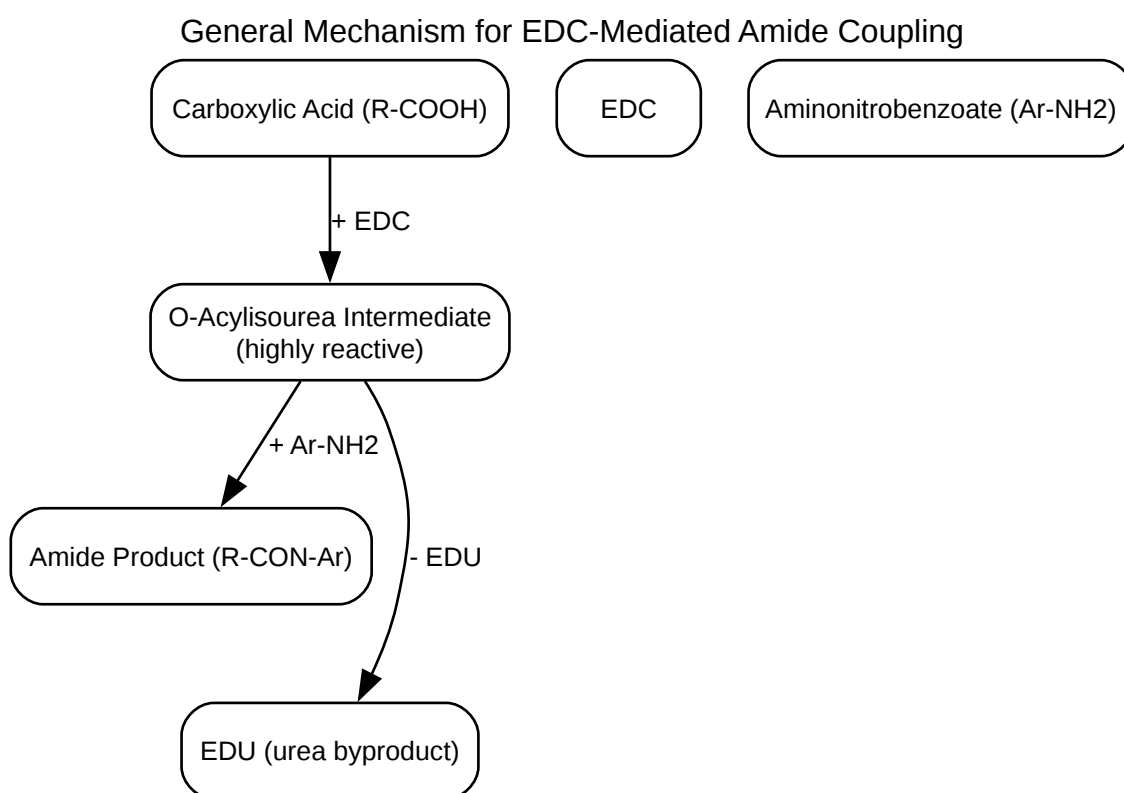 General Mechanism for EDC-Mediated Amide Coupling
Carboxylic Acid (R-COOH)
EDC
Aminonitrobenzoate (Ar-NH2)
+ EDC
O-Acylisourea Intermediate
(highly reactive)
+ Ar-NH2
Amide Product (R-CON-Ar)
- EDU
EDU (urea byproduct)